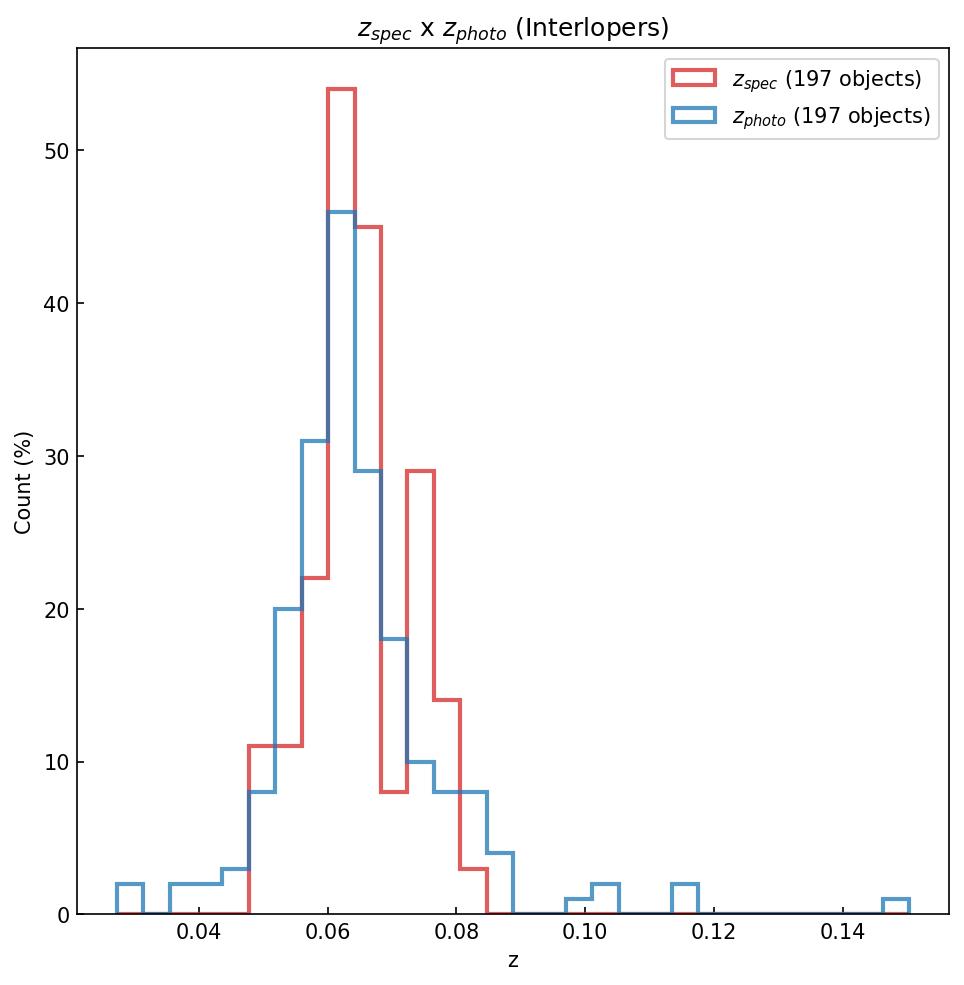 z_spec x z_photo (Interlopers)
z_spec (197 objects)
z_photo (197 objects)
Count (%)
50
40
30
20
10
0
0.04 0.06 0.08 0.10 0.12 0.14
z